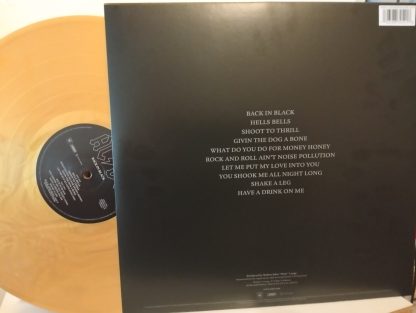 BACK IN BLACK
HELLS BELLS
SHOOT TO THRILL
GIVIN THE DOG A BONE
WHAT DO YOU DO FOR MONEY HONEY
ROCK AND ROLL AIN'T NOISE POLLUTION
LET ME PUT MY LOVE INTO YOU
YOU SHOOK ME ALL NIGHT LONG
SHAKE A LEG
HAVE A DRINK ON ME